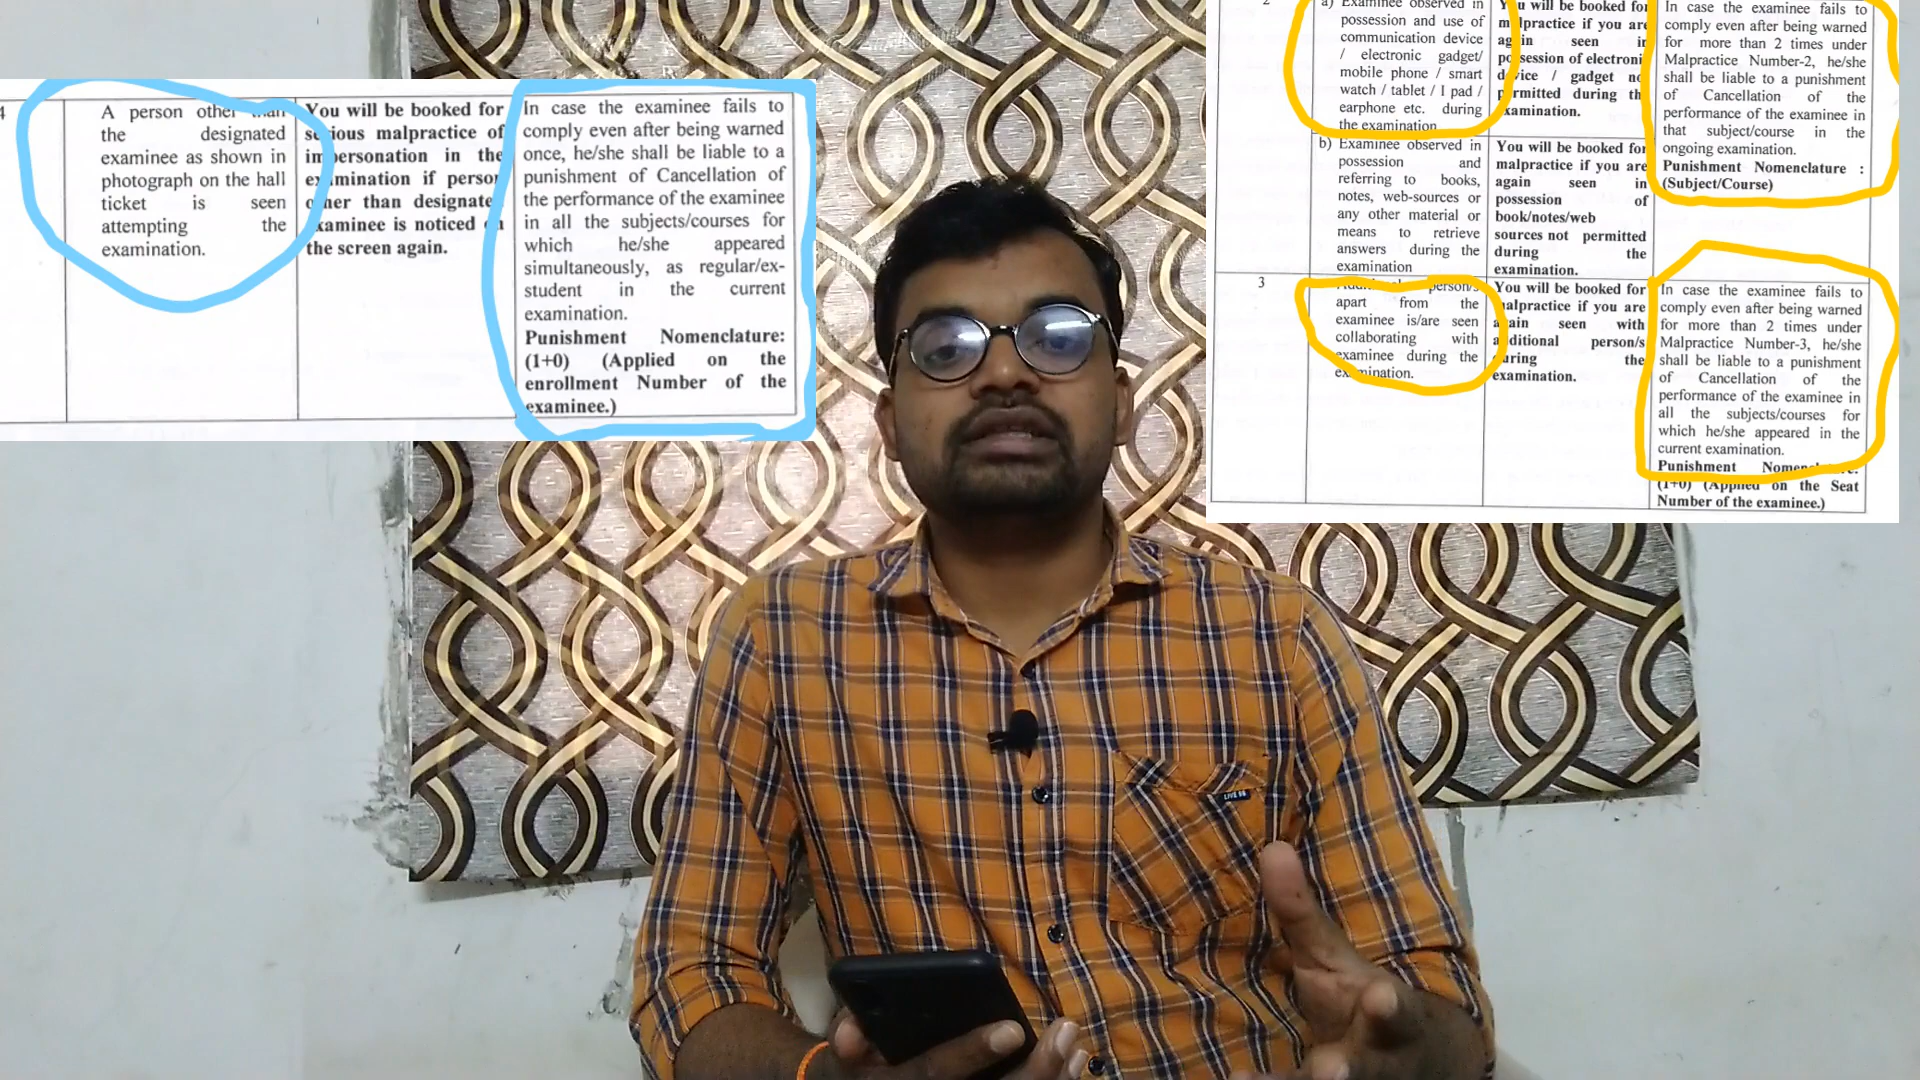 4
A person other than
the designated
examinee as shown in
photograph on the hall
ticket is seen
attempting the
examination.
You will be booked for
serious malpractice of
impersonation in the
examination if person
other than designate
examinee is noticed on
the screen again.
In case the examinee fails to
comply even after being warned
once, he/she shall be liable to a
punishment of Cancellation of
the performance of the examinee
in all the subjects/courses for
which he/she appeared
simultaneously, as regular/ex-
student in the current
examination.
Punishment Nomenclature:
(1+0) (Applied on the
enrollment Number of the
examinee.)
2
a) Examinee observed in
possession and use of
communication device
/ electronic gadget/
mobile phone / smart
watch / tablet / I pad /
earphone etc. during
the examination
You will be booked for
malpractice if you are
again seen in
possession of electroni
device / gadget no
permitted during th
examination.
In case the examinee fails to
comply even after being warned
for more than 2 times under
Malpractice Number-2, he/she
shall be liable to a punishment
of Cancellation of the
performance of the examinee in
that subject/course in the
ongoing examination.
Punishment Nomenclature :
(Subject/Course)
b) Examinee observed in
possession and
referring to books,
notes, web-sources or
any other material or
means to retrieve
answers during the
examination
You will be booked for
malpractice if you are
again seen in
possession of
book/notes/web
sources not permitted
during the
examination.
3
Additional person/s
apart from the
examinee is/are seen
collaborating with
examinee during the
examination.
You will be booked for
malpractice if you are
again seen with
additional person/s
during the
examination.
In case the examinee fails to
comply even after being warned
for more than 2 times under
Malpractice Number-3, he/she
shall be liable to a punishment
of Cancellation of the
performance of the examinee in
all the subjects/courses for
which he/she appeared in the
current examination.
Punishment Nomenclature:
(1+0) (Applied on the Seat
Number of the examinee.)